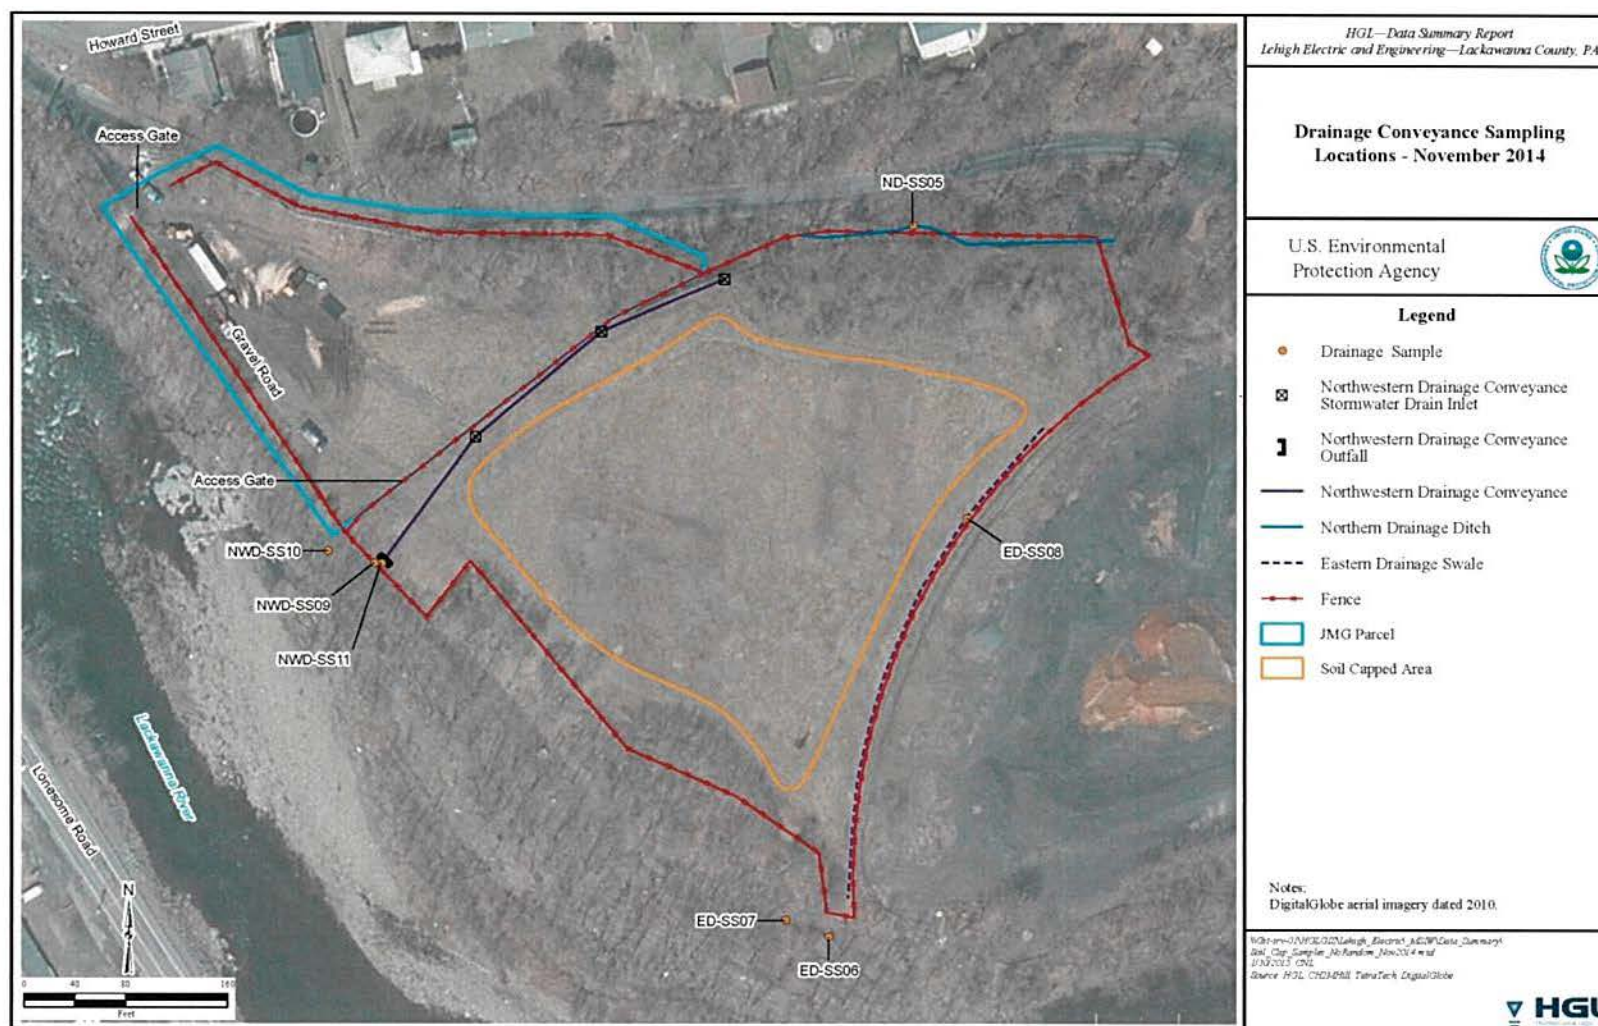 HGL—Data Summary Report
Lehigh Electric and Engineering—Lackawanna County, PA
Drainage Conveyance Sampling
Locations - November 2014
U.S. Environmental
Protection Agency
Legend
Drainage Sample
Northwestern Drainage Conveyance
Stormwater Drain Inlet
Northwestern Drainage Conveyance
Outfall
Northwestern Drainage Conveyance
Northern Drainage Ditch
Eastern Drainage Swale
Fence
JMG Parcel
Soil Capped Area
Notes:
DigitalGlobe aerial imagery dated 2010.
Source: HGL, CH2MHill, TetraTech, DigitalGlobe
HGL
Howard Street
Access Gate
ND-SS05
Gravel Road
Access Gate
NWD-SS10
NWD-SS09
NWD-SS11
ED-SS08
Lackawanna River
Lonesome Road
ED-SS07
ED-SS06
N
0 40 80 160
Feet